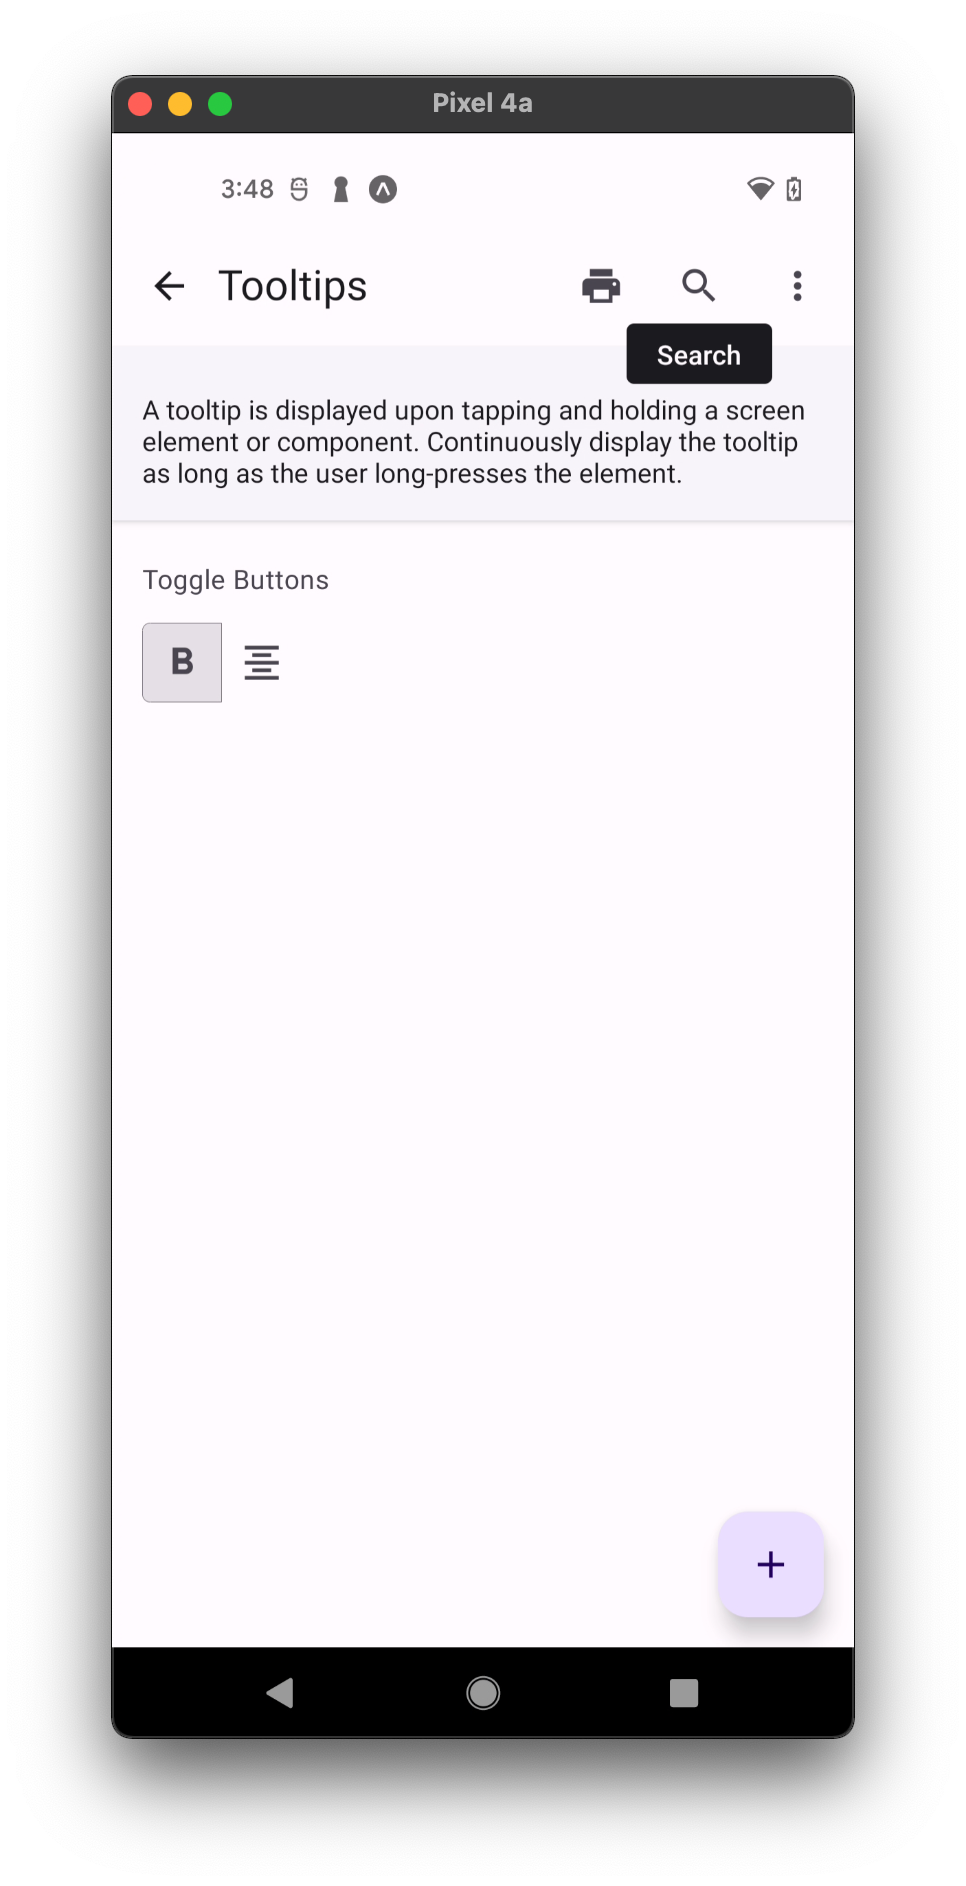 Pixel 4a
3:48
Tooltips
Search
A tooltip is displayed upon tapping and holding a screen
element or component. Continuously display the tooltip
as long as the user long-presses the element.
Toggle Buttons
B